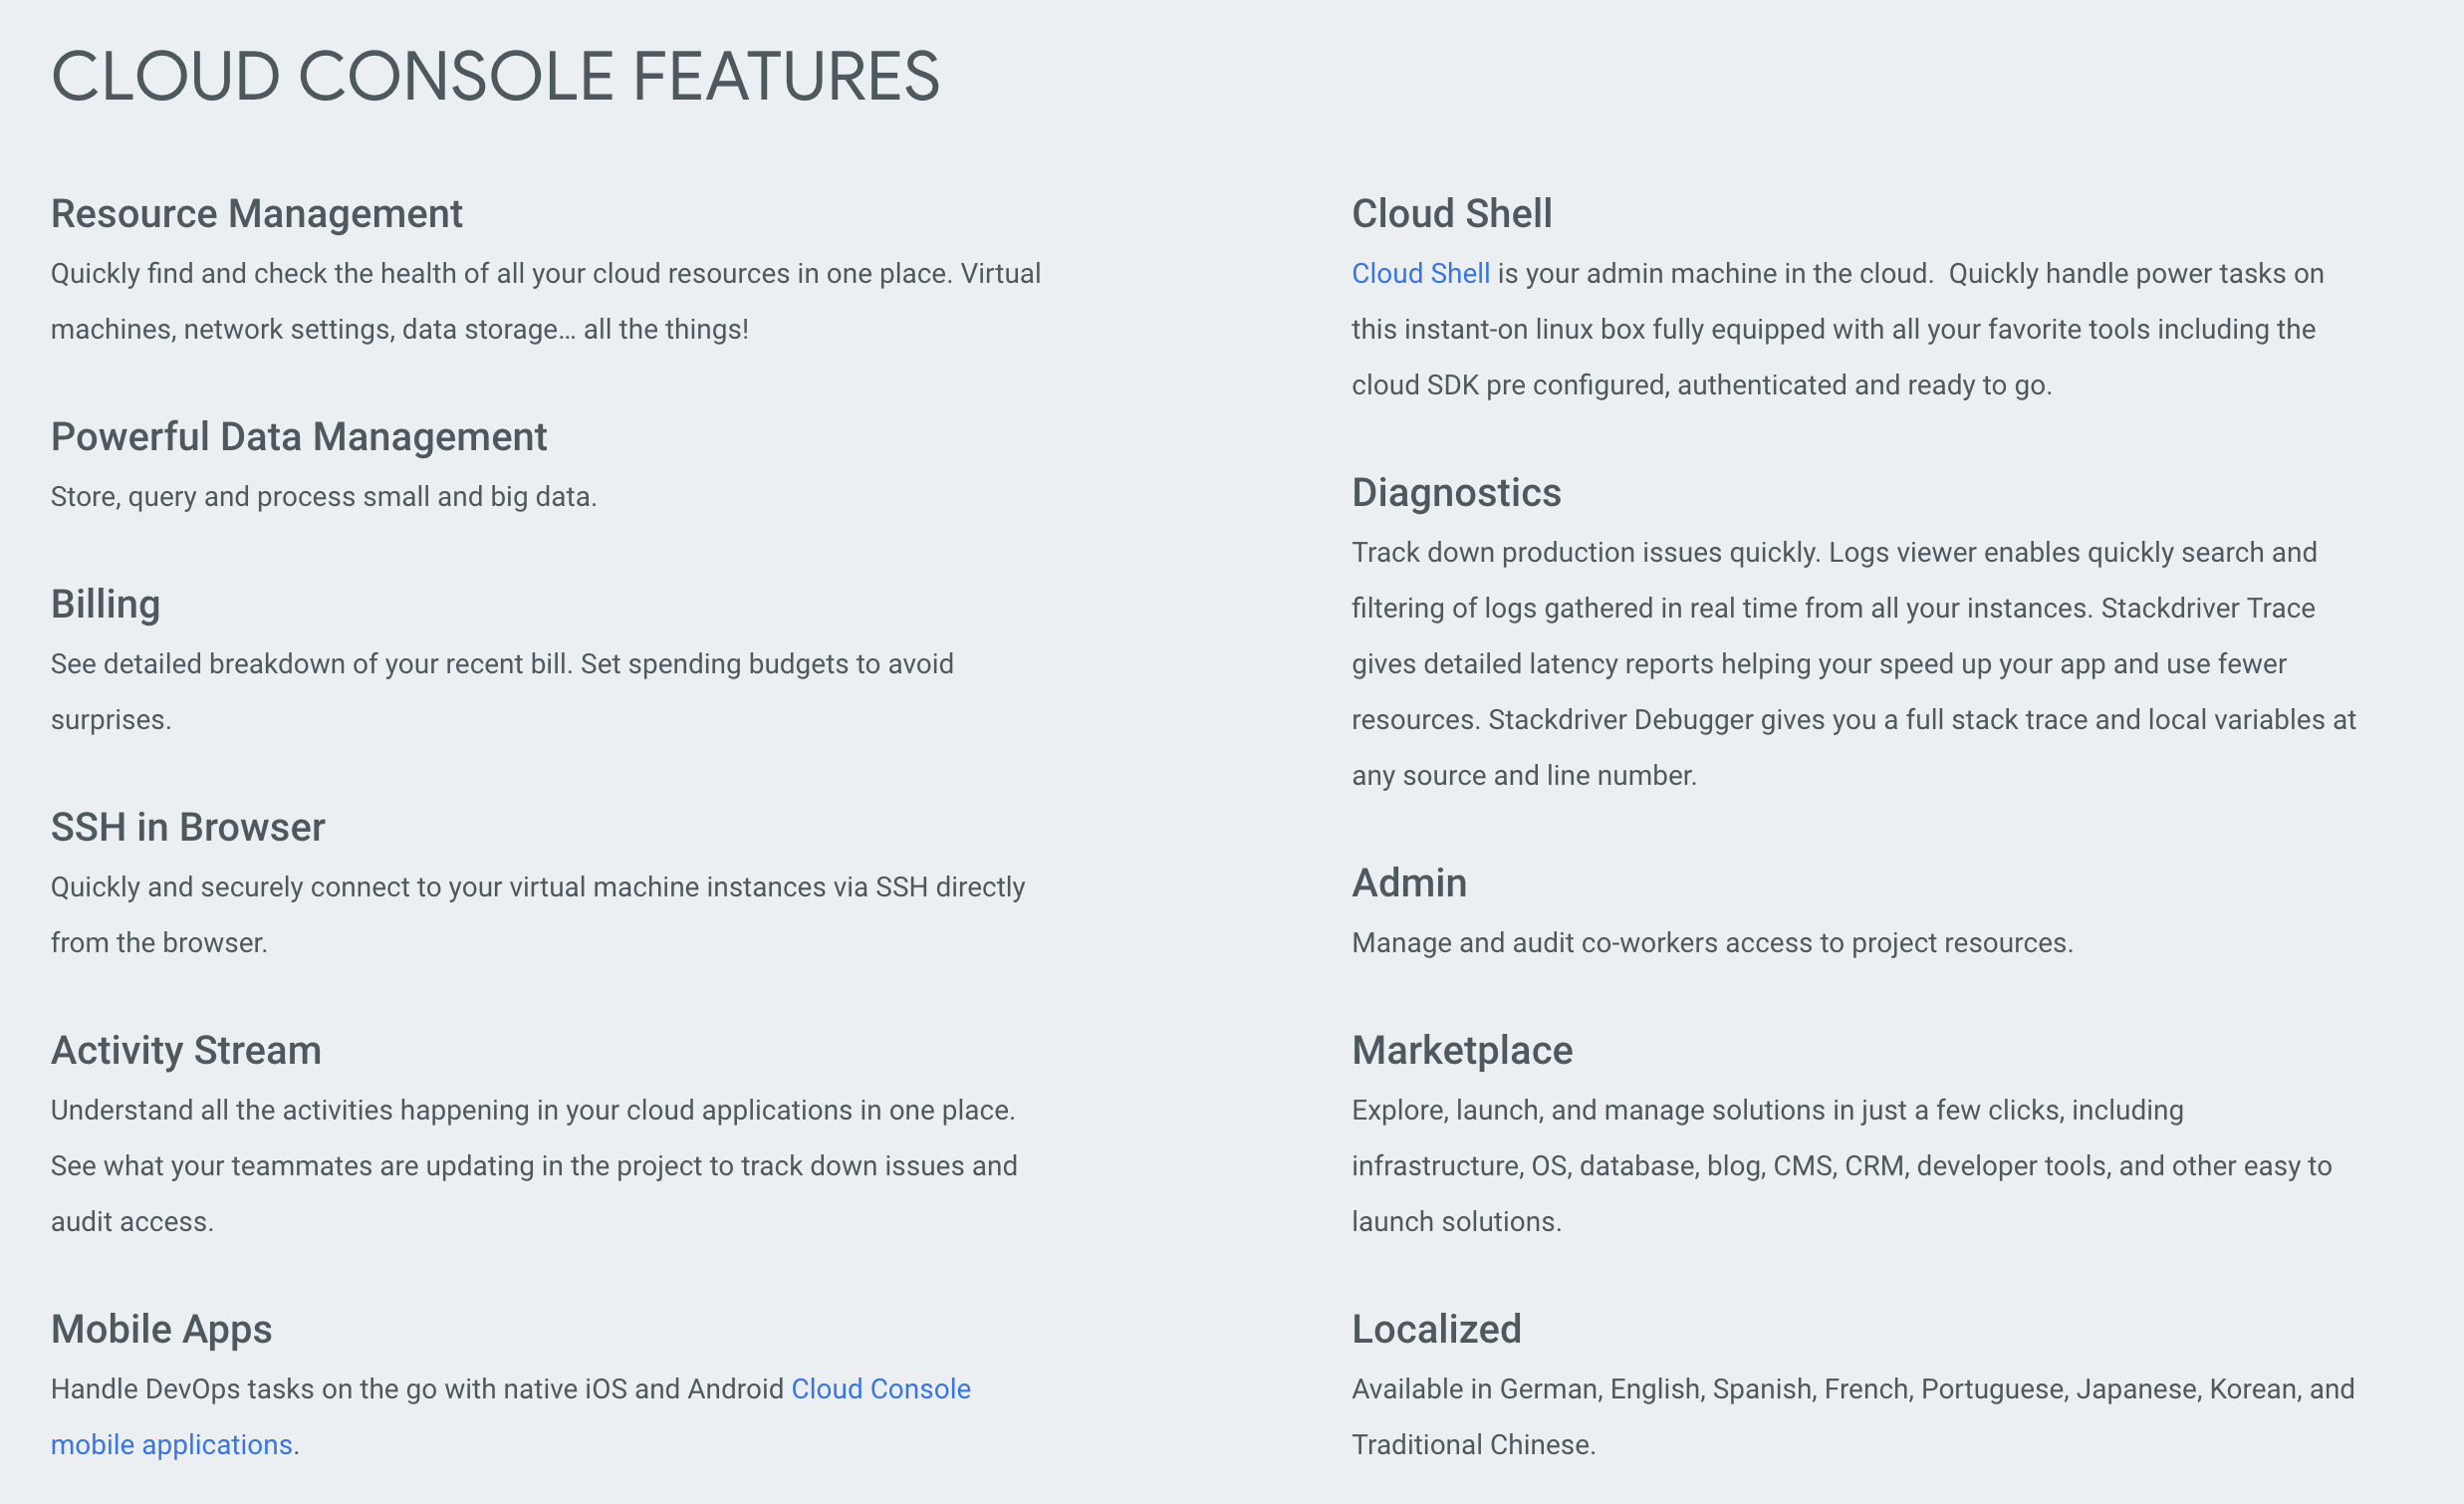 CLOUD CONSOLE FEATURES
Resource Management
Quickly find and check the health of all your cloud resources in one place. Virtual
machines, network settings, data storage… all the things!
Powerful Data Management
Store, query and process small and big data.
Billing
See detailed breakdown of your recent bill. Set spending budgets to avoid
surprises.
SSH in Browser
Quickly and securely connect to your virtual machine instances via SSH directly
from the browser.
Activity Stream
Understand all the activities happening in your cloud applications in one place.
See what your teammates are updating in the project to track down issues and
audit access.
Mobile Apps
Handle DevOps tasks on the go with native iOS and Android Cloud Console
mobile applications.
Cloud Shell
Cloud Shell is your admin machine in the cloud.  Quickly handle power tasks on
this instant-on linux box fully equipped with all your favorite tools including the
cloud SDK pre configured, authenticated and ready to go.
Diagnostics
Track down production issues quickly. Logs viewer enables quickly search and
filtering of logs gathered in real time from all your instances. Stackdriver Trace
gives detailed latency reports helping your speed up your app and use fewer
resources. Stackdriver Debugger gives you a full stack trace and local variables at
any source and line number.
Admin
Manage and audit co-workers access to project resources.
Marketplace
Explore, launch, and manage solutions in just a few clicks, including
infrastructure, OS, database, blog, CMS, CRM, developer tools, and other easy to
launch solutions.
Localized
Available in German, English, Spanish, French, Portuguese, Japanese, Korean, and
Traditional Chinese.